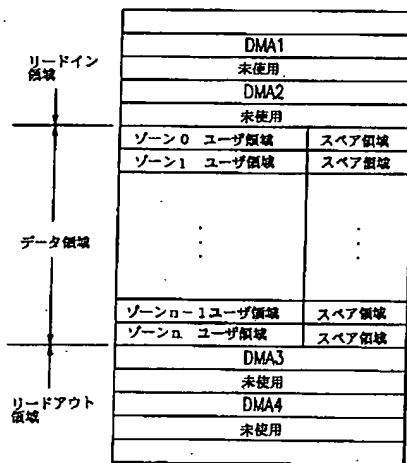 DMA1
リードイン
領域
未使用
DMA2
未使用
ゾーン0 ユーザ領域 スペア領域
ゾーン1 ユーザ領域 スペア領域
データ領域
ゾーンn-1ユーザ領域 スペア領域
ゾーンn ユーザ領域 スペア領域
DMA3
未使用
リードアウト
領域
DMA4
未使用